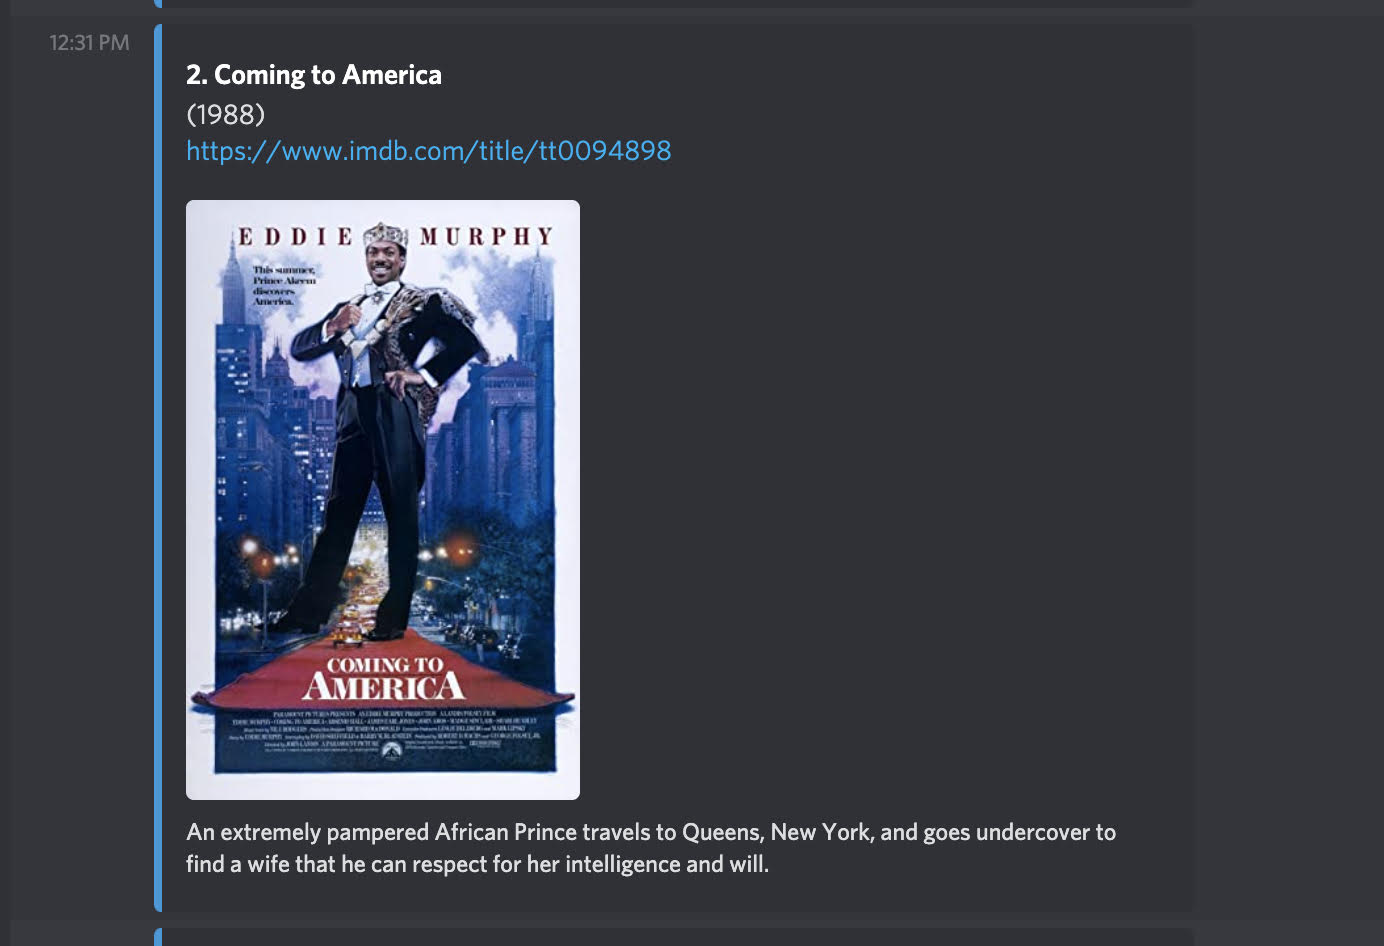 12:31 PM
2. Coming to America
(1988)
https://www.imdb.com/title/tt0094898
EDDIE MURPHY
This summer,
Prince Akeem
discovers
America.
COMING TO
AMERICA
An extremely pampered African Prince travels to Queens, New York, and goes undercover to
find a wife that he can respect for her intelligence and will.